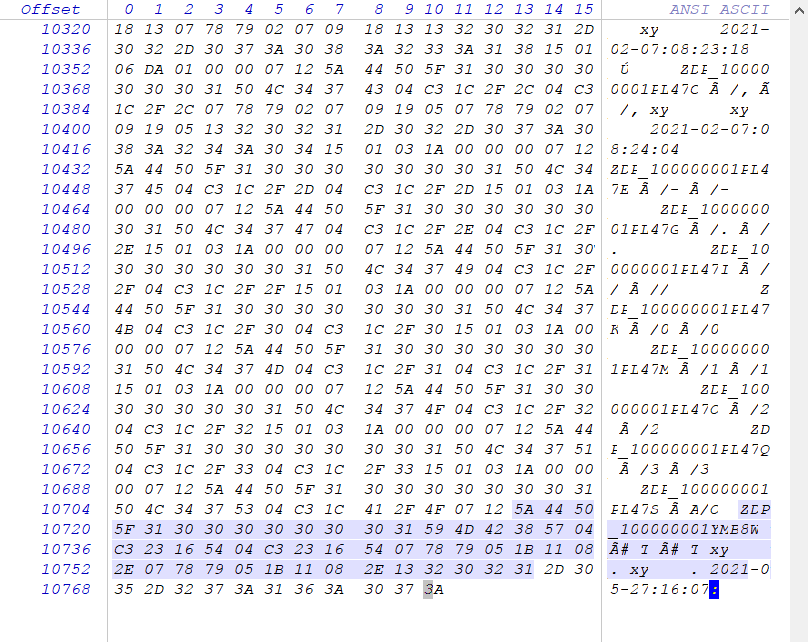 Offset 0 1 2 3 4 5 6 7 8 9 10 11 12 13 14 15 ANSI ASCII
10320 18 13 07 78 79 02 07 09 18 13 13 32 30 32 31 2D xy 2021-
10336 30 32 2D 30 37 3A 30 38 3A 32 33 3A 31 38 15 01 02-07:08:23:18
10352 06 DA 01 00 00 07 12 5A 44 50 5F 31 30 30 30 30 Ú ZDP_10000
10368 30 30 30 31 50 4C 34 37 43 04 C3 1C 2F 2C 04 C3 0001PL47C Ã /, Ã
10384 1C 2F 2C 07 78 79 02 07 09 19 05 07 78 79 02 07 /, xy xy
10400 09 19 05 13 32 30 32 31 2D 30 32 2D 30 37 3A 30 2021-02-07:0
10416 38 3A 32 34 3A 30 34 15 01 03 1A 00 00 00 07 12 8:24:04
10432 5A 44 50 5F 31 30 30 30 30 30 30 30 31 50 4C 34 ZDP_100000001PL4
10448 37 45 04 C3 1C 2F 2D 04 C3 1C 2F 2D 15 01 03 1A 7E Ã /- Ã /-
10464 00 00 00 07 12 5A 44 50 5F 31 30 30 30 30 30 30 ZDP_1000000
10480 30 31 50 4C 34 37 47 04 C3 1C 2F 2E 04 C3 1C 2F 01PL47G Ã /. Ã /
10496 2E 15 01 03 1A 00 00 00 07 12 5A 44 50 5F 31 30 . ZDP_10
10512 30 30 30 30 30 30 31 50 4C 34 37 49 04 C3 1C 2F 0000001PL47I Ã /
10528 2F 04 C3 1C 2F 2F 15 01 03 1A 00 00 00 07 12 5A / Ã // Z
10544 44 50 5F 31 30 30 30 30 30 30 30 31 50 4C 34 37 DP_100000001PL47
10560 4B 04 C3 1C 2F 30 04 C3 1C 2F 30 15 01 03 1A 00 K Ã /0 Ã /0
10576 00 00 07 12 5A 44 50 5F 31 30 30 30 30 30 30 30 ZDP_10000000
10592 31 50 4C 34 37 4D 04 C3 1C 2F 31 04 C3 1C 2F 31 1PL47M Ã /1 Ã /1
10608 15 01 03 1A 00 00 00 07 12 5A 44 50 5F 31 30 30 ZDP_100
10624 30 30 30 30 30 31 50 4C 34 37 4F 04 C3 1C 2F 32 000001PL47O Ã /2
10640 04 C3 1C 2F 32 15 01 03 1A 00 00 00 07 12 5A 44 Ã /2 ZD
10656 50 5F 31 30 30 30 30 30 30 30 31 50 4C 34 37 51 P_100000001PL47Q
10672 04 C3 1C 2F 33 04 C3 1C 2F 33 15 01 03 1A 00 00 Ã /3 Ã /3
10688 00 07 12 5A 44 50 5F 31 30 30 30 30 30 30 30 31 ZDP_100000001
10704 50 4C 34 37 53 04 C3 1C 41 2F 4F 07 12 5A 44 50 PL47S Ã A/O ZDP
10720 5F 31 30 30 30 30 30 30 30 31 59 4D 42 38 57 04 _100000001YMB8W
10736 C3 23 16 54 04 C3 23 16 54 07 78 79 05 1B 11 08 Ã# T Ã# T xy
10752 2E 07 78 79 05 1B 11 08 2E 13 32 30 32 31 2D 30 . xy . 2021-0
10768 35 2D 32 37 3A 31 36 3A 30 37 3A 5-27:16:07: